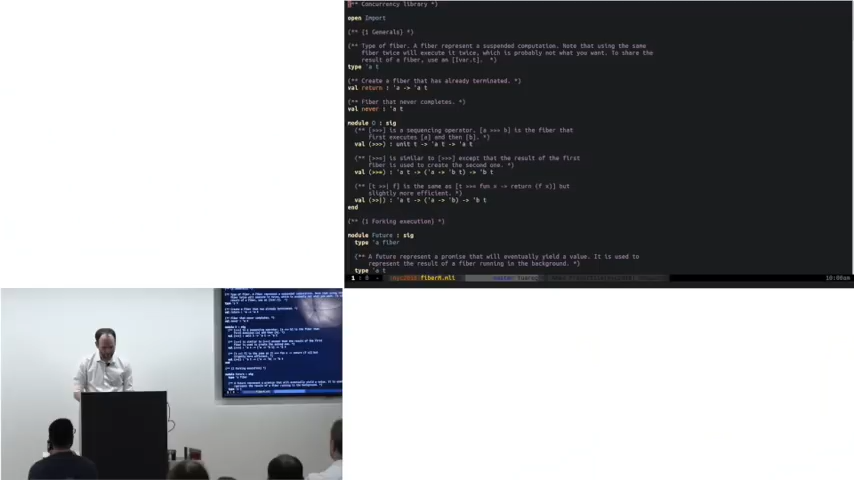 (** Concurrency library *)
open Import
(** {1 Generals} *)
(** Type of fiber. A fiber represent a suspended computation. Note that using the same
fiber twice will execute it twice, which is probably not what you want. To share the
result of a fiber, use an [Ivar.t]. *)
type 'a t
(** Create a fiber that has already terminated. *)
val return : 'a -> 'a t
(** Fiber that never completes. *)
val never : 'a t
module O : sig
(** [>>>] is a sequencing operator. [a >>> b] is the fiber that
first executes [a] and then [b]. *)
val (>>>) : unit t -> 'a t -> 'a t
(** [>>=] is similar to [>>>] except that the result of the first
fiber is used to create the second one. *)
val (>>=) : 'a t -> ('a -> 'b t) -> 'b t
(** [t >>| f] is the same as [t >>= fun x -> return (f x)] but
slightly more efficient. *)
val (>>|) : 'a t -> ('a -> 'b) -> 'b t
end
(** {1 Forking execution} *)
module Future : sig
type 'a fiber
(** A future represent a promise that will eventually yield a value. It is used to
represent the result of a fiber running in the background. *)
type 'a t
1 : 0 fiberM.mli 10:00am